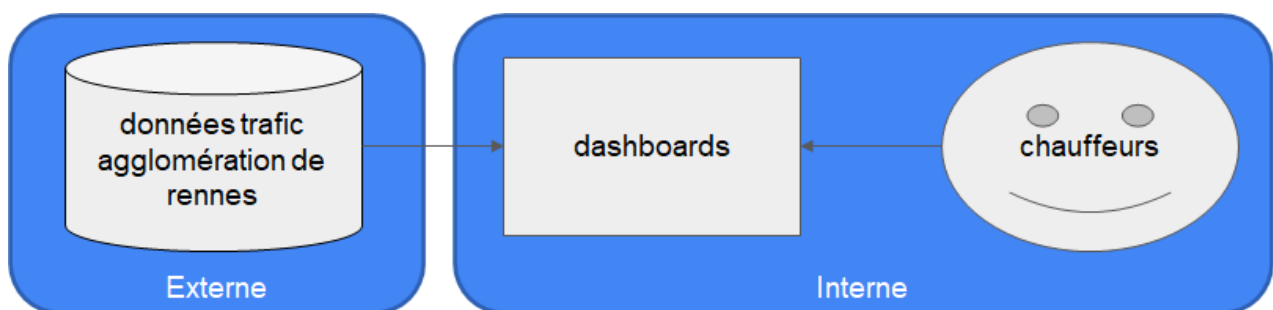 données trafic
agglomération de
rennes
Externe
dashboards
chauffeurs
Interne